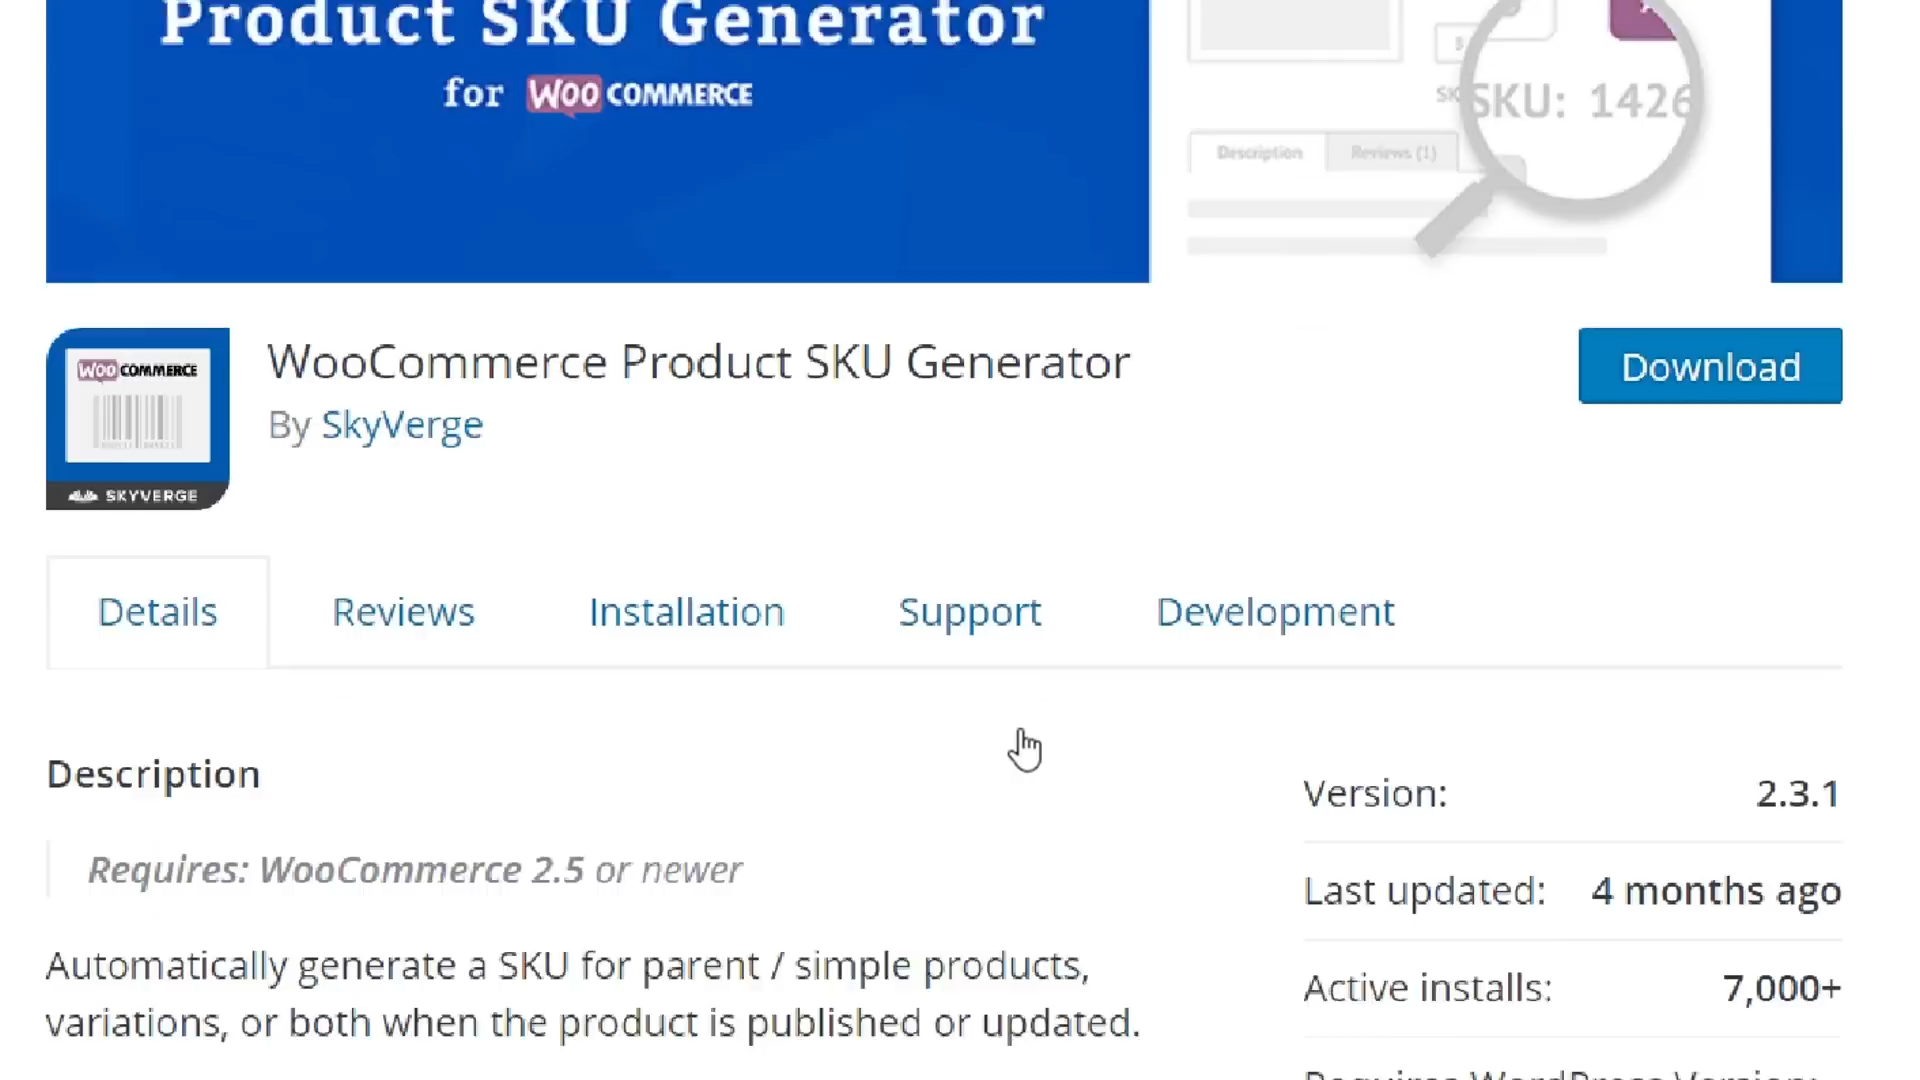 Product SKU Generator
for WOO COMMERCE
SKU: 1426
Description Reviews (1)
WOO COMMERCE
SKYVERGE
WooCommerce Product SKU Generator
By SkyVerge
Download
Details Reviews Installation Support Development
Description
Requires: WooCommerce 2.5 or newer
Automatically generate a SKU for parent / simple products,
variations, or both when the product is published or updated.
Version: 2.3.1
Last updated: 4 months ago
Active installs: 7,000+
Requires WordPress Version: